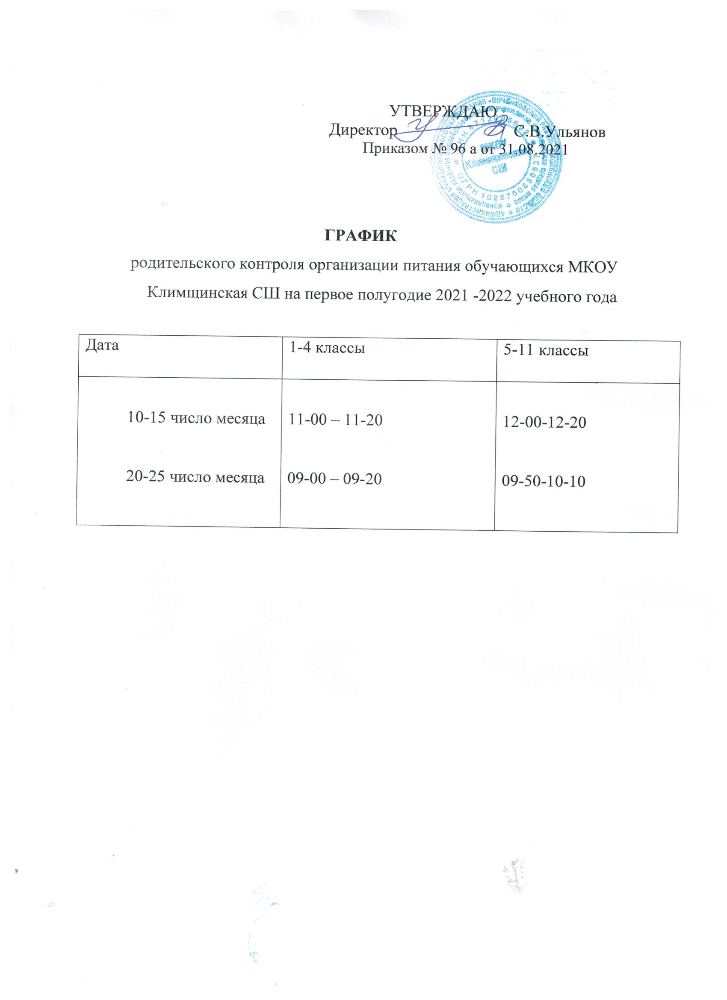 УТВЕРЖДАЮ
Директор С.В.Ульянов
Приказом № 96 а от 31.08.2021
МКОУ
Климщинская
СШ
ГРАФИК
родительского контроля организации питания обучающихся МКОУ
Климщинская СШ на первое полугодие 2021 -2022 учебного года
Дата 1-4 классы 5-11 классы
10-15 число месяца 11-00 – 11-20 12-00-12-20
20-25 число месяца 09-00 – 09-20 09-50-10-10